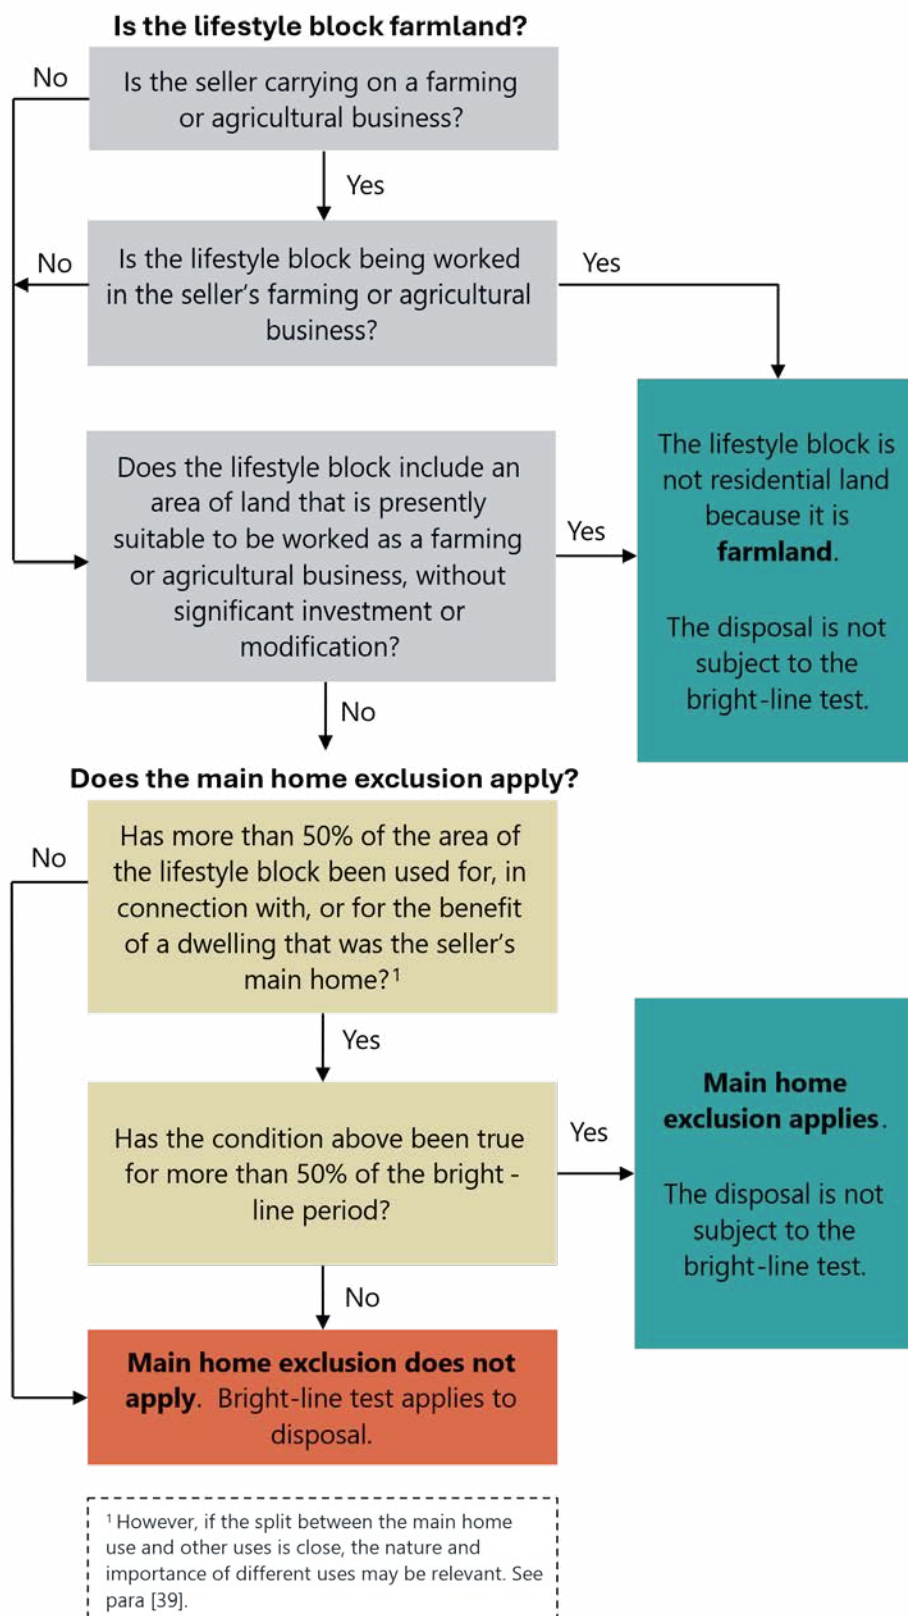 Is the lifestyle block farmland?
No
Is the seller carrying on a farming
or agricultural business?
Yes
No
Is the lifestyle block being worked
in the seller's farming or agricultural
business?
Yes
Does the lifestyle block include an
area of land that is presently
suitable to be worked as a farming
or agricultural business, without
significant investment or
modification?
Yes
The lifestyle block is
not residential land
because it is
farmland.
The disposal is not
subject to the
bright-line test.
No
Does the main home exclusion apply?
No
Has more than 50% of the area of
the lifestyle block been used for, in
connection with, or for the benefit
of a dwelling that was the seller's
main home?¹
Yes
Has the condition above been true
for more than 50% of the bright -
line period?
Yes
Main home
exclusion applies.
The disposal is not
subject to the
bright-line test.
No
Main home exclusion does not
apply. Bright-line test applies to
disposal.
¹ However, if the split between the main home
use and other uses is close, the nature and
importance of different uses may be relevant. See
para [39].